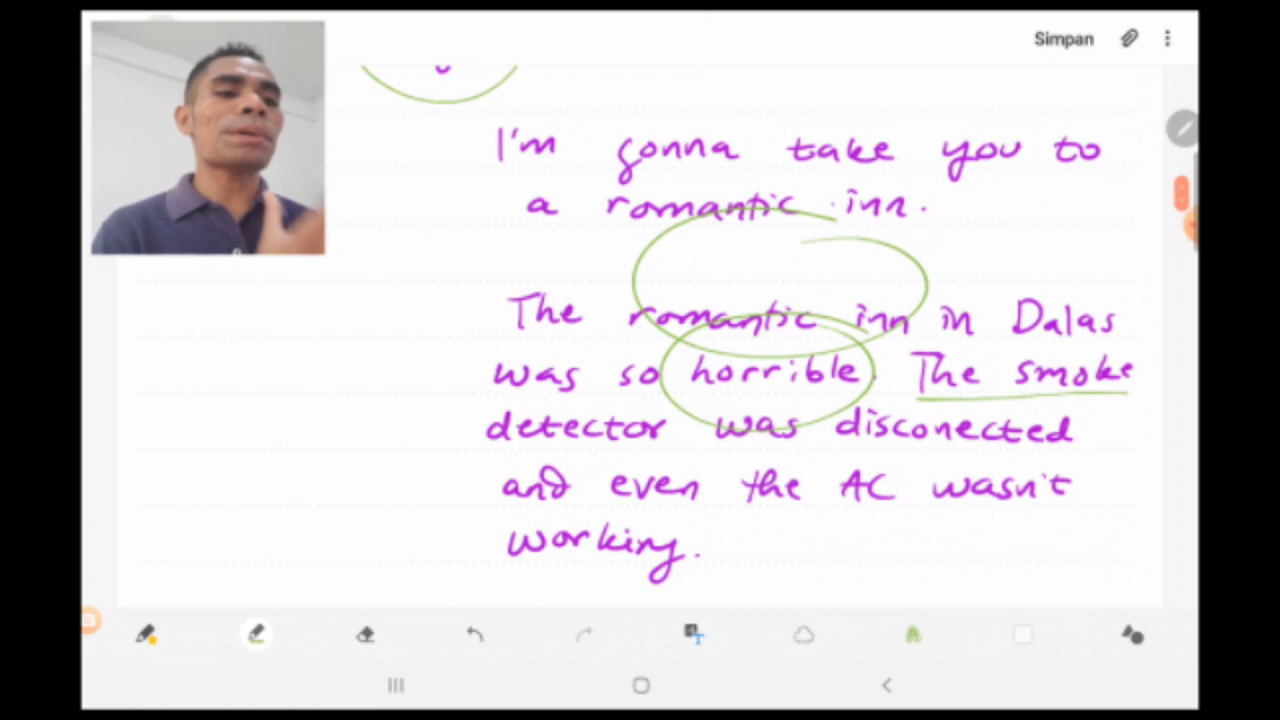 Simpan
I'm gonna take you to
a romantic inn.
The romantic inn in Dalas
was so horrible. The smoke
detector was disconected
and even the AC wasn't
working.